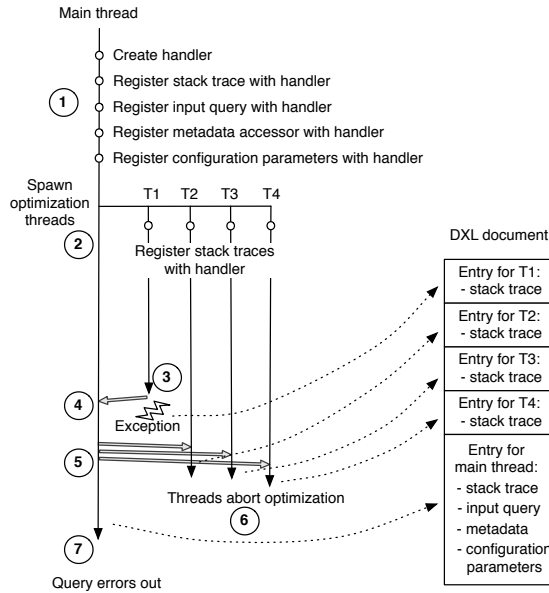 Main thread
Create handler
Register stack trace with handler
1
Register input query with handler
Register metadata accessor with handler
Register configuration parameters with handler
Spawn
optimization
threads
T1 T2 T3 T4
2
Register stack traces
with handler
DXL document
Entry for T1:
- stack trace
Entry for T2:
- stack trace
Entry for T3:
- stack trace
Entry for T4:
- stack trace
Entry for
main thread:
- stack trace
- input query
- metadata
- configuration
parameters
3
4
Exception
5
Threads abort optimization
6
7
Query errors out